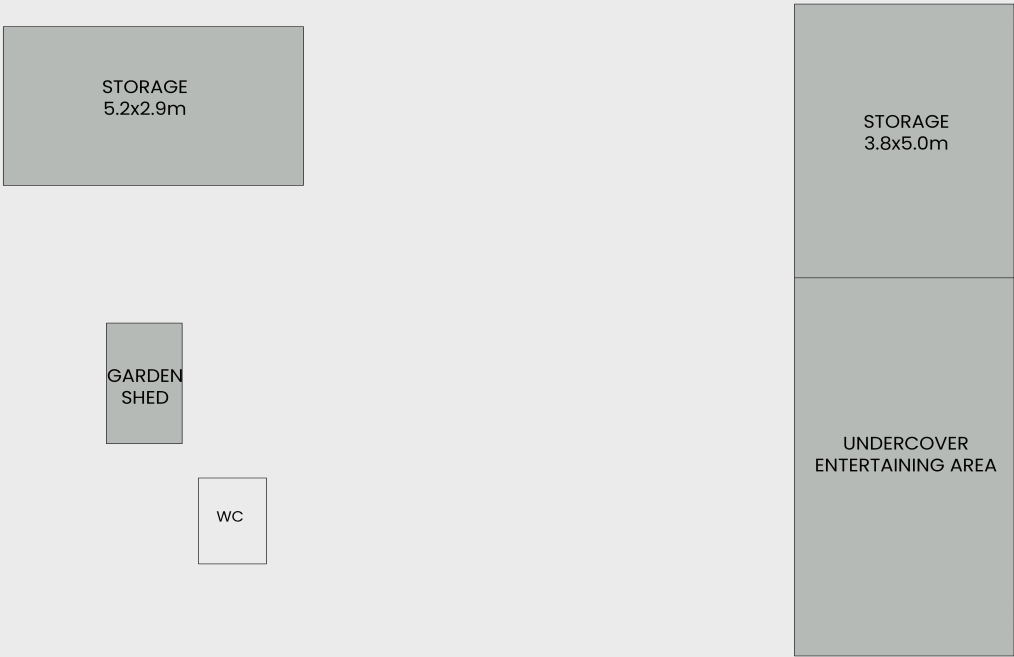 STORAGE
5.2x2.9m
STORAGE
3.8x5.0m
GARDEN
SHED
UNDERCOVER
ENTERTAINING AREA
WC